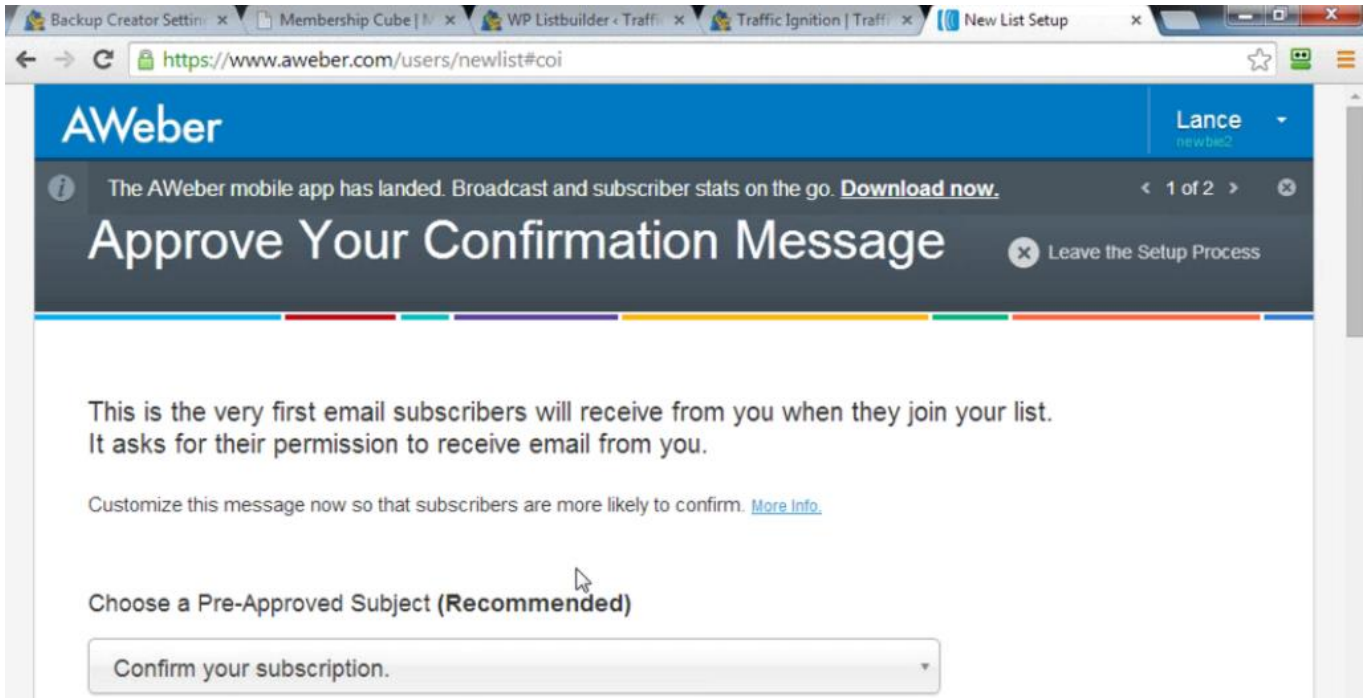 Backup Creator Settin
Membership Cube | M
WP Listbuilder ‹ Traffi
Traffic Ignition | Traffi
New List Setup
https://www.aweber.com/users/newlist#coi
AWeber
Lance
newbie2
The AWeber mobile app has landed. Broadcast and subscriber stats on the go. Download now.
1 of 2
Approve Your Confirmation Message
Leave the Setup Process
This is the very first email subscribers will receive from you when they join your list.
It asks for their permission to receive email from you.
Customize this message now so that subscribers are more likely to confirm. More Info.
Choose a Pre-Approved Subject (Recommended)
Confirm your subscription.